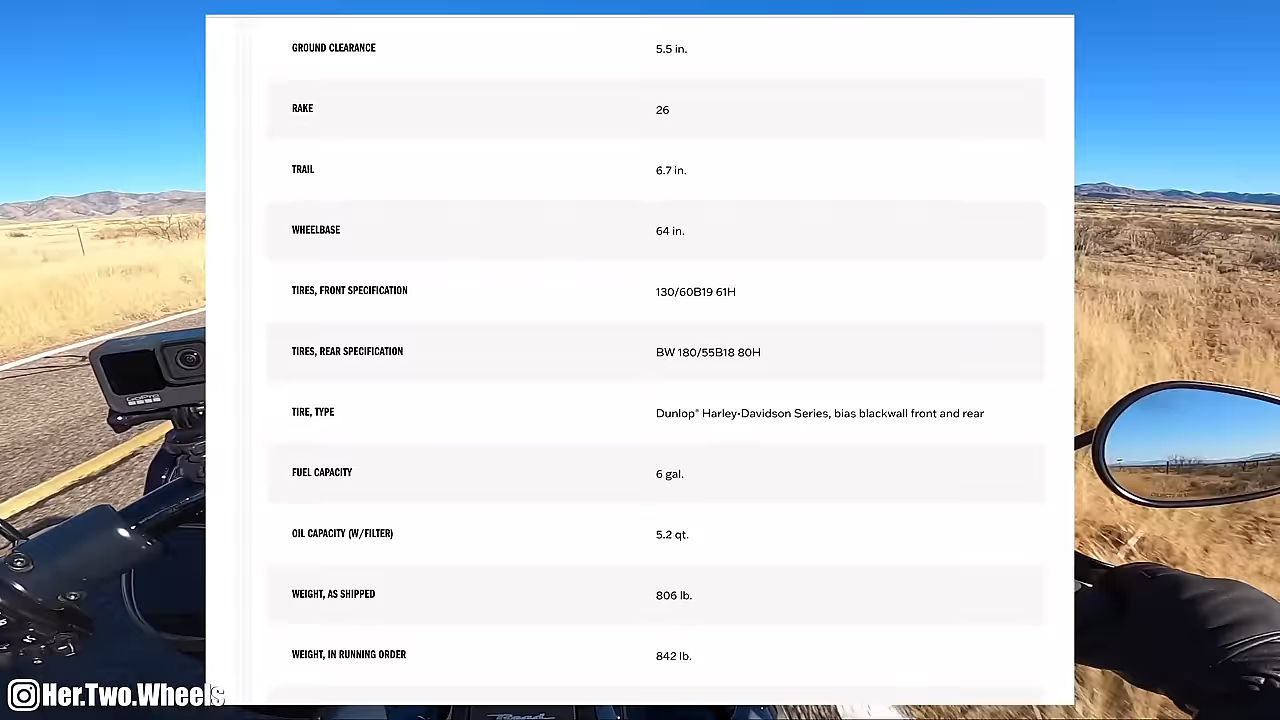 GROUND CLEARANCE 5.5 in.
RAKE 26
TRAIL 6.7 in.
WHEELBASE 64 in.
TIRES, FRONT SPECIFICATION 130/60B19 61H
TIRES, REAR SPECIFICATION BW 180/55B18 80H
TIRE, TYPE Dunlop® Harley-Davidson Series, bias blackwall front and rear
FUEL CAPACITY 6 gal.
OIL CAPACITY (W/FILTER) 5.2 qt.
WEIGHT, AS SHIPPED 806 lb.
WEIGHT, IN RUNNING ORDER 842 lb.
GoPro
Her.Two.Wheels
Road